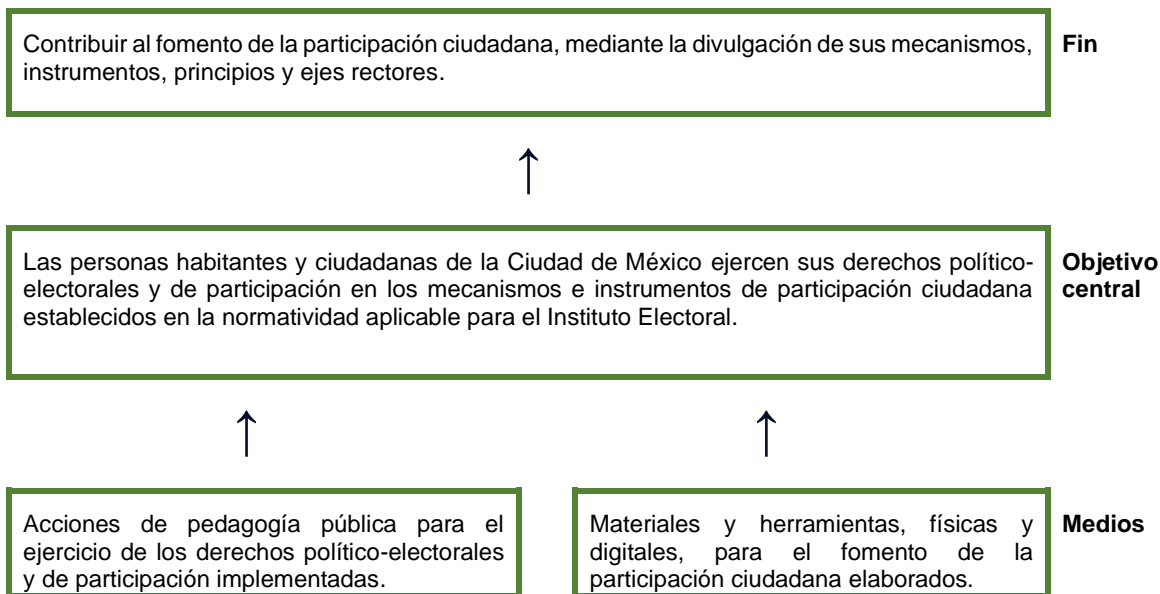 Contribuir al fomento de la participación ciudadana, mediante la divulgación de sus mecanismos,
instrumentos, principios y ejes rectores.
Fin
Las personas habitantes y ciudadanas de la Ciudad de México ejercen sus derechos político-
electorales y de participación en los mecanismos e instrumentos de participación ciudadana
establecidos en la normatividad aplicable para el Instituto Electoral.
Objetivo
central
Acciones de pedagogía pública para el
ejercicio de los derechos político-electorales
y de participación implementadas.
Materiales y herramientas, físicas y
digitales, para el fomento de la
participación ciudadana elaborados.
Medios